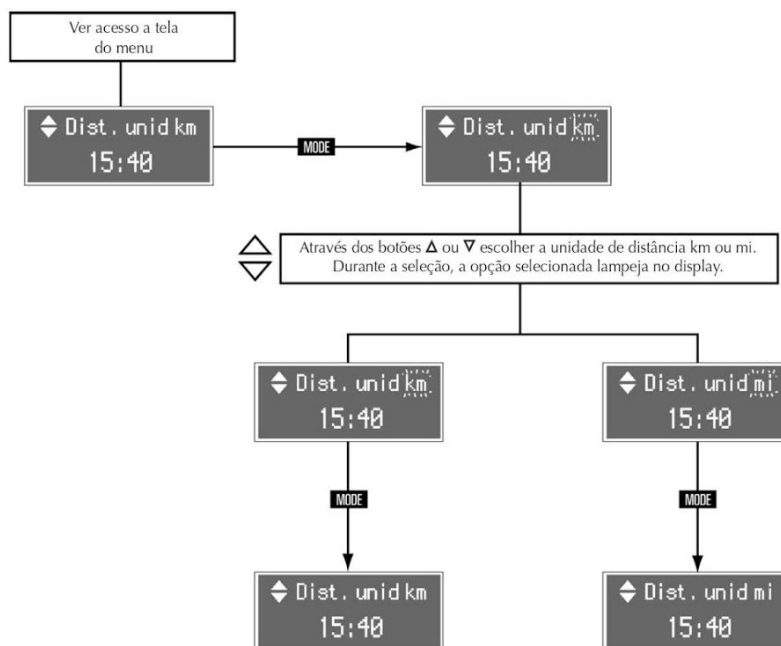 Ver acesso a tela
do menu
Dist. unid km
15:40
MODE
Dist. unid km
15:40
Através dos botões Δ ou ∇ escolher a unidade de distância km ou mi.
Durante a seleção, a opção selecionada lampeja no display.
Dist. unid km
15:40
Dist. unid mi
15:40
MODE
MODE
Dist. unid km
15:40
Dist. unid mi
15:40